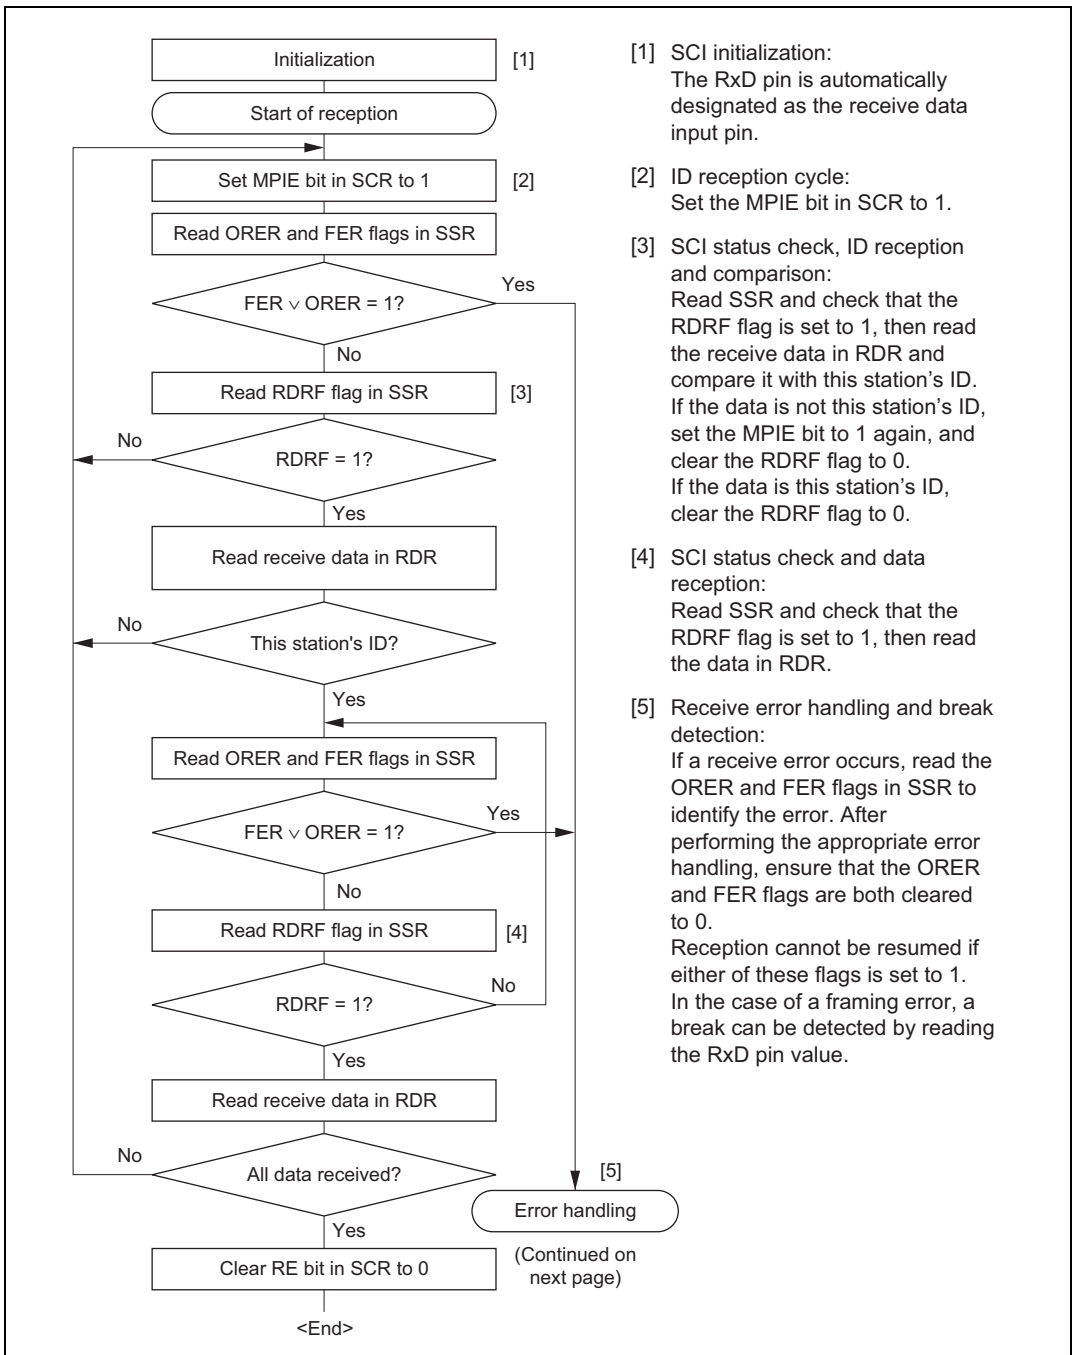 Initialization [1]
Start of reception
Set MPIE bit in SCR to 1 [2]
Read ORER and FER flags in SSR
FER ∨ ORER = 1?
Yes
No
Read RDRF flag in SSR [3]
No
RDRF = 1?
Yes
Read receive data in RDR
No
This station's ID?
Yes
Read ORER and FER flags in SSR
FER ∨ ORER = 1?
Yes
No
Read RDRF flag in SSR [4]
RDRF = 1?
No
Yes
Read receive data in RDR
No
All data received?
Yes
[5]
Error handling
(Continued on
next page)
Clear RE bit in SCR to 0
<End>
[1] SCI initialization:
The RxD pin is automatically
designated as the receive data
input pin.
[2] ID reception cycle:
Set the MPIE bit in SCR to 1.
[3] SCI status check, ID reception
and comparison:
Read SSR and check that the
RDRF flag is set to 1, then read
the receive data in RDR and
compare it with this station's ID.
If the data is not this station's ID,
set the MPIE bit to 1 again, and
clear the RDRF flag to 0.
If the data is this station's ID,
clear the RDRF flag to 0.
[4] SCI status check and data
reception:
Read SSR and check that the
RDRF flag is set to 1, then read
the data in RDR.
[5] Receive error handling and break
detection:
If a receive error occurs, read the
ORER and FER flags in SSR to
identify the error. After
performing the appropriate error
handling, ensure that the ORER
and FER flags are both cleared
to 0.
Reception cannot be resumed if
either of these flags is set to 1.
In the case of a framing error, a
break can be detected by reading
the RxD pin value.